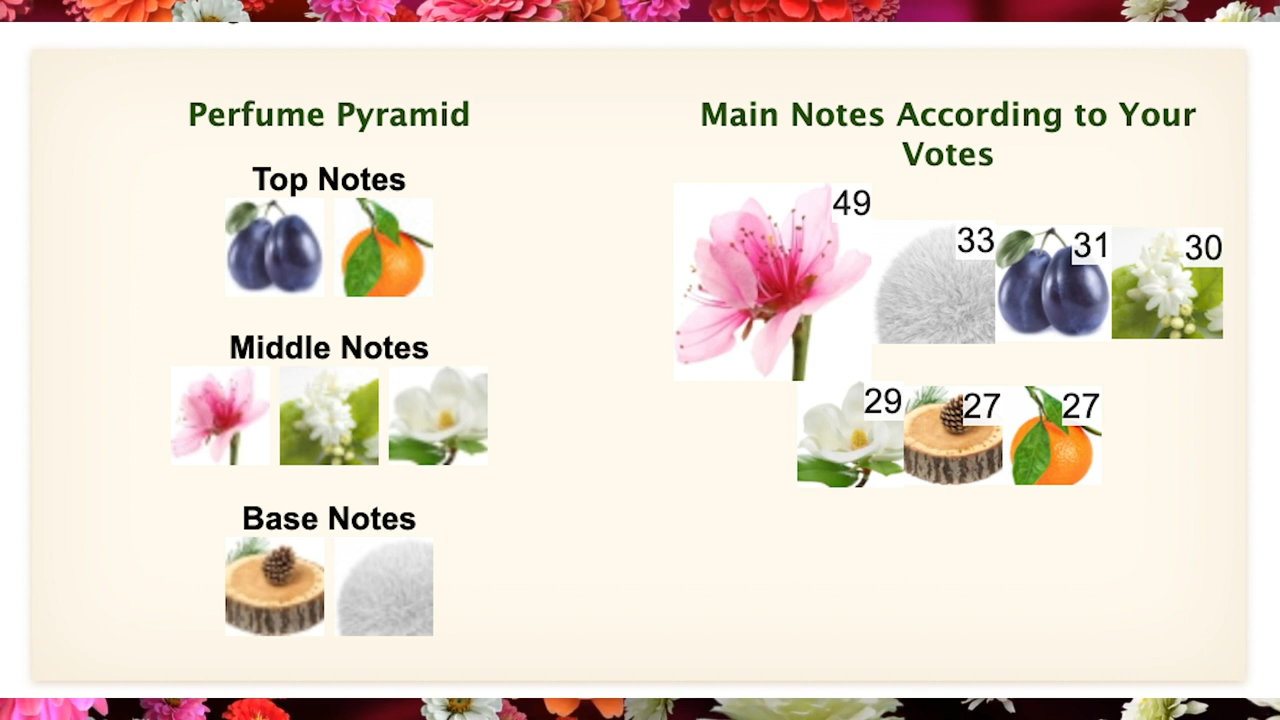 Perfume Pyramid
Top Notes
Middle Notes
Base Notes
Main Notes According to Your
Votes
49
33
31
30
29
27
27